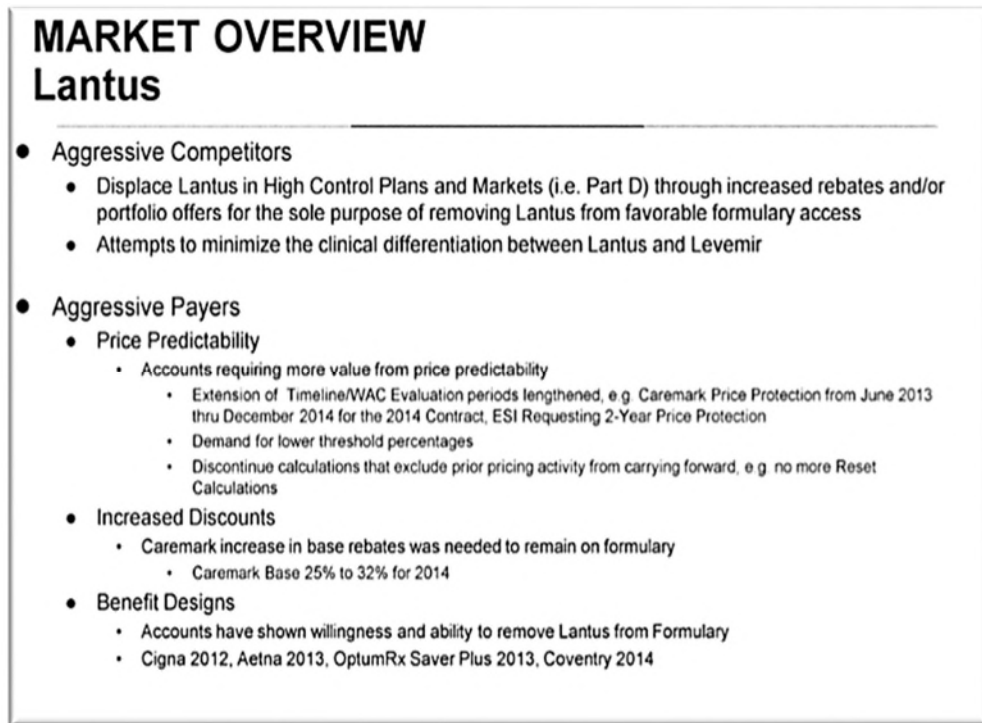 MARKET OVERVIEW
Lantus
● Aggressive Competitors
● Displace Lantus in High Control Plans and Markets (i.e. Part D) through increased rebates and/or
portfolio offers for the sole purpose of removing Lantus from favorable formulary access
● Attempts to minimize the clinical differentiation between Lantus and Levemir
● Aggressive Payers
● Price Predictability
• Accounts requiring more value from price predictability
• Extension of Timeline/WAC Evaluation periods lengthened, e.g. Caremark Price Protection from June 2013
thru December 2014 for the 2014 Contract, ESI Requesting 2-Year Price Protection
• Demand for lower threshold percentages
• Discontinue calculations that exclude prior pricing activity from carrying forward, e.g. no more Reset
Calculations
● Increased Discounts
• Caremark increase in base rebates was needed to remain on formulary
• Caremark Base 25% to 32% for 2014
● Benefit Designs
• Accounts have shown willingness and ability to remove Lantus from Formulary
• Cigna 2012, Aetna 2013, OptumRx Saver Plus 2013, Coventry 2014